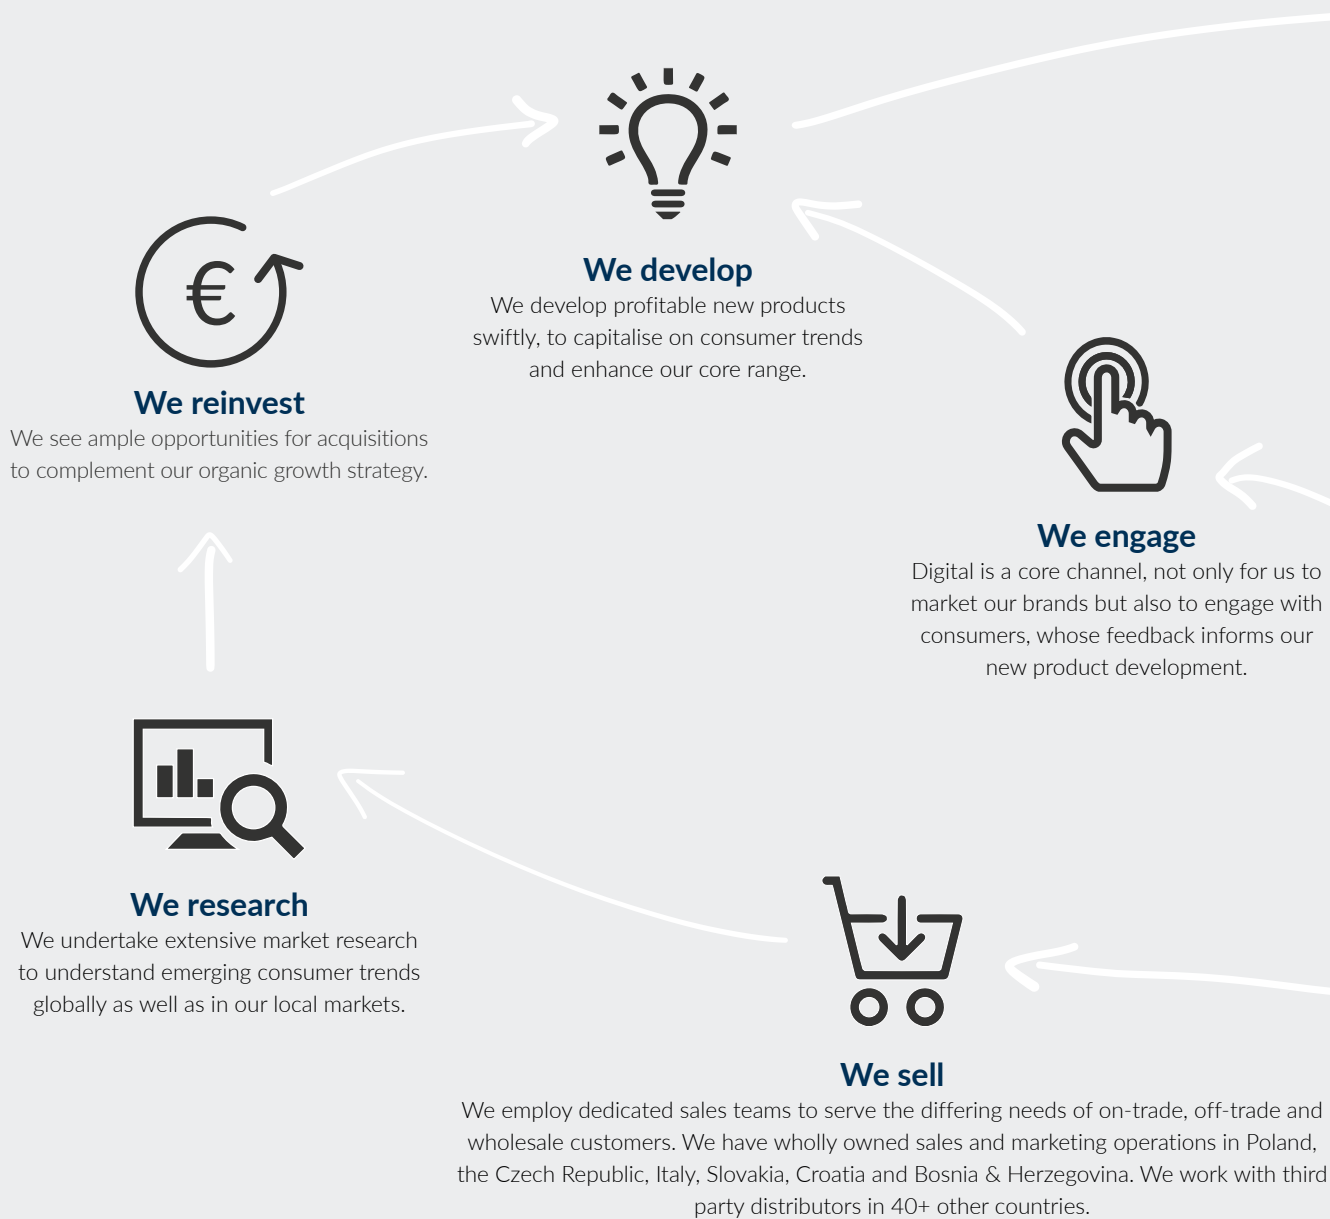 We develop
We develop profitable new products
swiftly, to capitalise on consumer trends
and enhance our core range.
€
We reinvest
We see ample opportunities for acquisitions
to complement our organic growth strategy.
We engage
Digital is a core channel, not only for us to
market our brands but also to engage with
consumers, whose feedback informs our
new product development.
We research
We undertake extensive market research
to understand emerging consumer trends
globally as well as in our local markets.
We sell
We employ dedicated sales teams to serve the differing needs of on-trade, off-trade and
wholesale customers. We have wholly owned sales and marketing operations in Poland,
the Czech Republic, Italy, Slovakia, Croatia and Bosnia & Herzegovina. We work with third
party distributors in 40+ other countries.